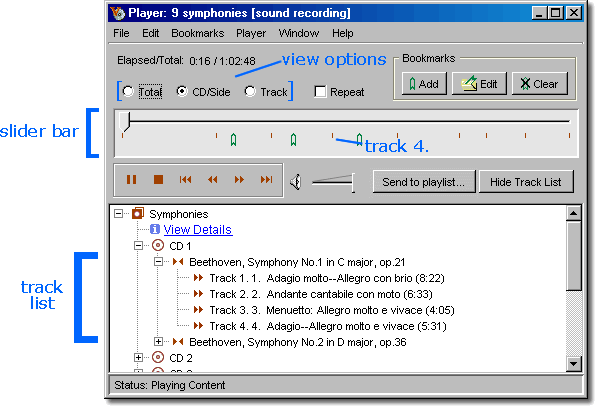 Player: 9 symphonies [sound recording]
File Edit Bookmarks Player Window Help
Elapsed/Total: 0:16 / 1:02:48
view options
Bookmarks
Total CD/Side Track Repeat
Add Edit Clear
slider bar
track 4.
Send to playlist... Hide Track List
Symphonies
View Details
CD 1
Beethoven, Symphony No.1 in C major, op.21
Track 1. 1. Adagio molto--Allegro con brio (8:22)
Track 2. 2. Andante cantabile con moto (6:33)
Track 3. 3. Menuetto: Allegro molto e vivace (4:05)
Track 4. 4. Adagio--Allegro molto e vivace (5:31)
Beethoven, Symphony No.2 in D major, op.36
CD 2
track
list
Status: Playing Content